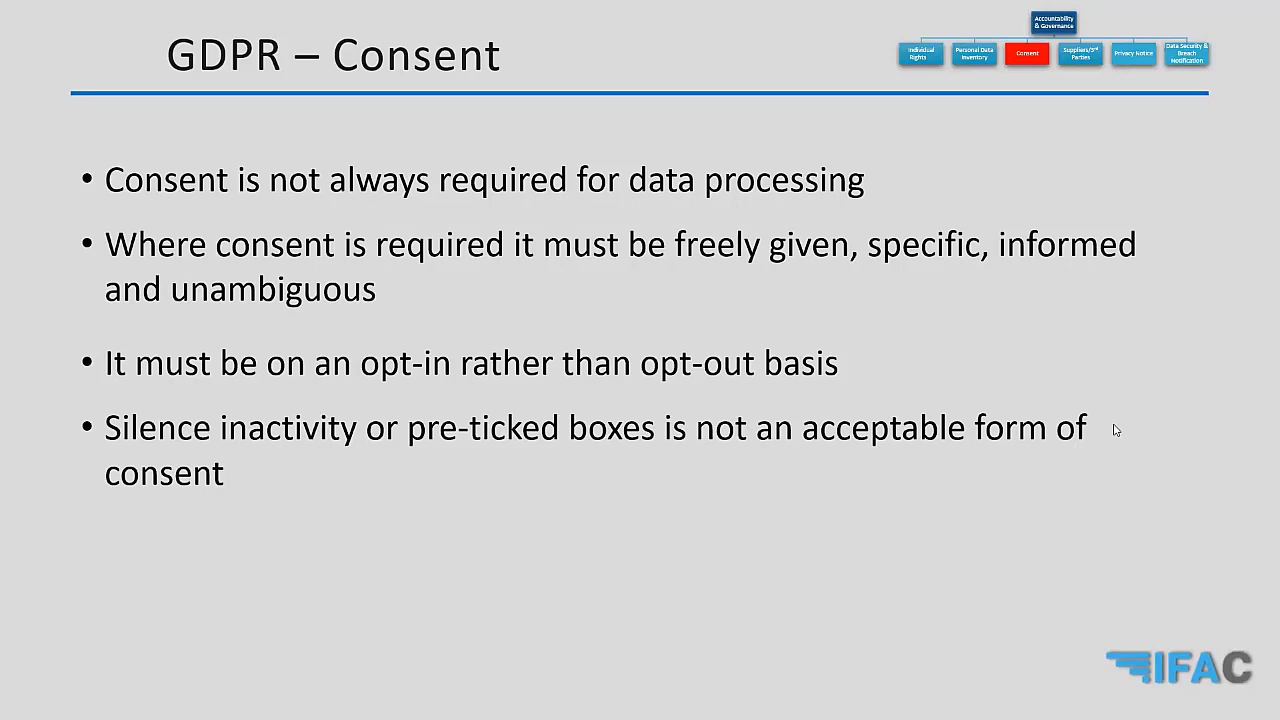 GDPR – Consent
Accountability
& Governance
Individual
Rights
Personal Data
Inventory
Consent
Suppliers/3rd
Parties
Privacy Notice
Data Security &
Breach
Notification
• Consent is not always required for data processing
• Where consent is required it must be freely given, specific, informed
and unambiguous
• It must be on an opt-in rather than opt-out basis
• Silence inactivity or pre-ticked boxes is not an acceptable form of
consent
IFAC